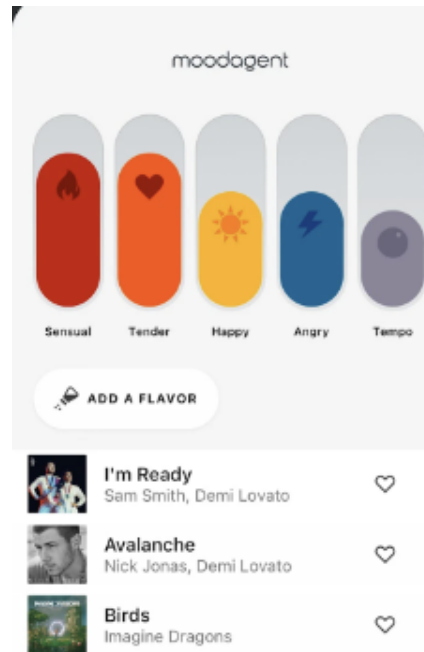 moodagent
Sensual Tender Happy Angry Tempo
ADD A FLAVOR
I'm Ready
Sam Smith, Demi Lovato
Avalanche
Nick Jonas, Demi Lovato
Birds
Imagine Dragons